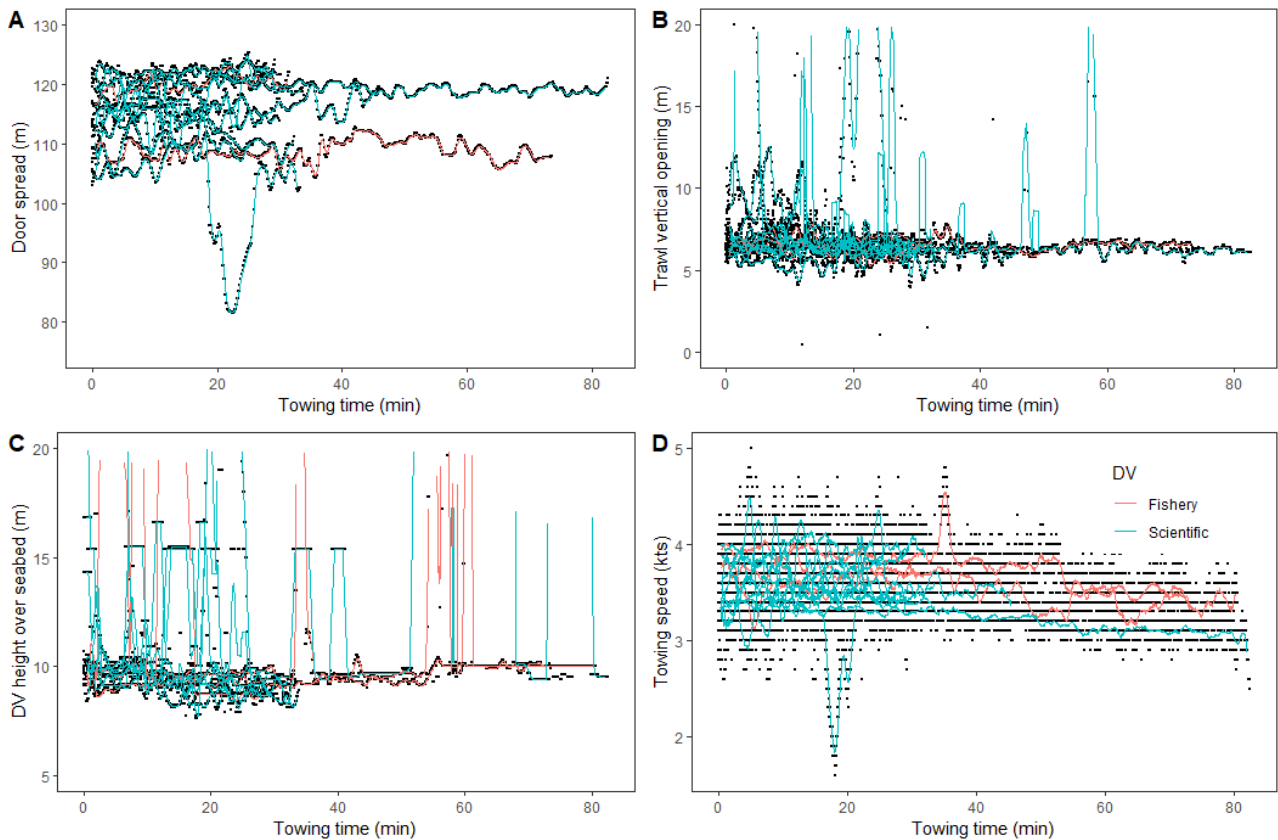 A
Door spread (m)
130
120
110
100
90
80
0 20 40 60 80
Towing time (min)
B
Trawl vertical opening (m)
20
15
10
5
0
0 20 40 60 80
Towing time (min)
C
DV height over seabed (m)
20
15
10
5
0 20 40 60 80
Towing time (min)
D
Towing speed (kts)
5
4
3
2
0 20 40 60 80
Towing time (min)
DV
Fishery
Scientific